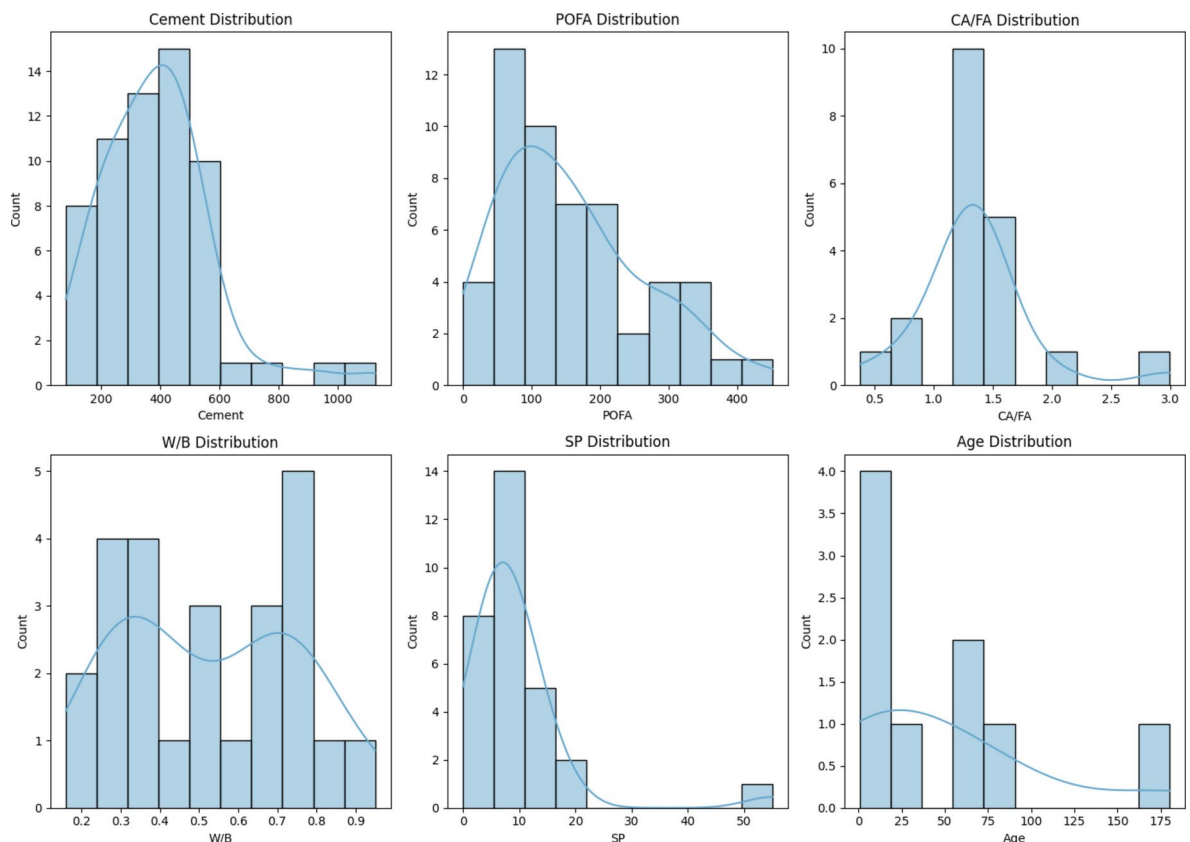 Cement Distribution
14
12
10
8
6
4
2
0
Count
200 400 600 800 1000
Cement
POFA Distribution
12
10
8
6
4
2
0
Count
0 100 200 300 400
POFA
CA/FA Distribution
10
8
6
4
2
0
Count
0.5 1.0 1.5 2.0 2.5 3.0
CA/FA
W/B Distribution
5
4
3
2
1
0
Count
0.2 0.3 0.4 0.5 0.6 0.7 0.8 0.9
W/B
SP Distribution
14
12
10
8
6
4
2
0
Count
0 10 20 30 40 50
SP
Age Distribution
4.0
3.5
3.0
2.5
2.0
1.5
1.0
0.5
0.0
Count
0 25 50 75 100 125 150 175
Age